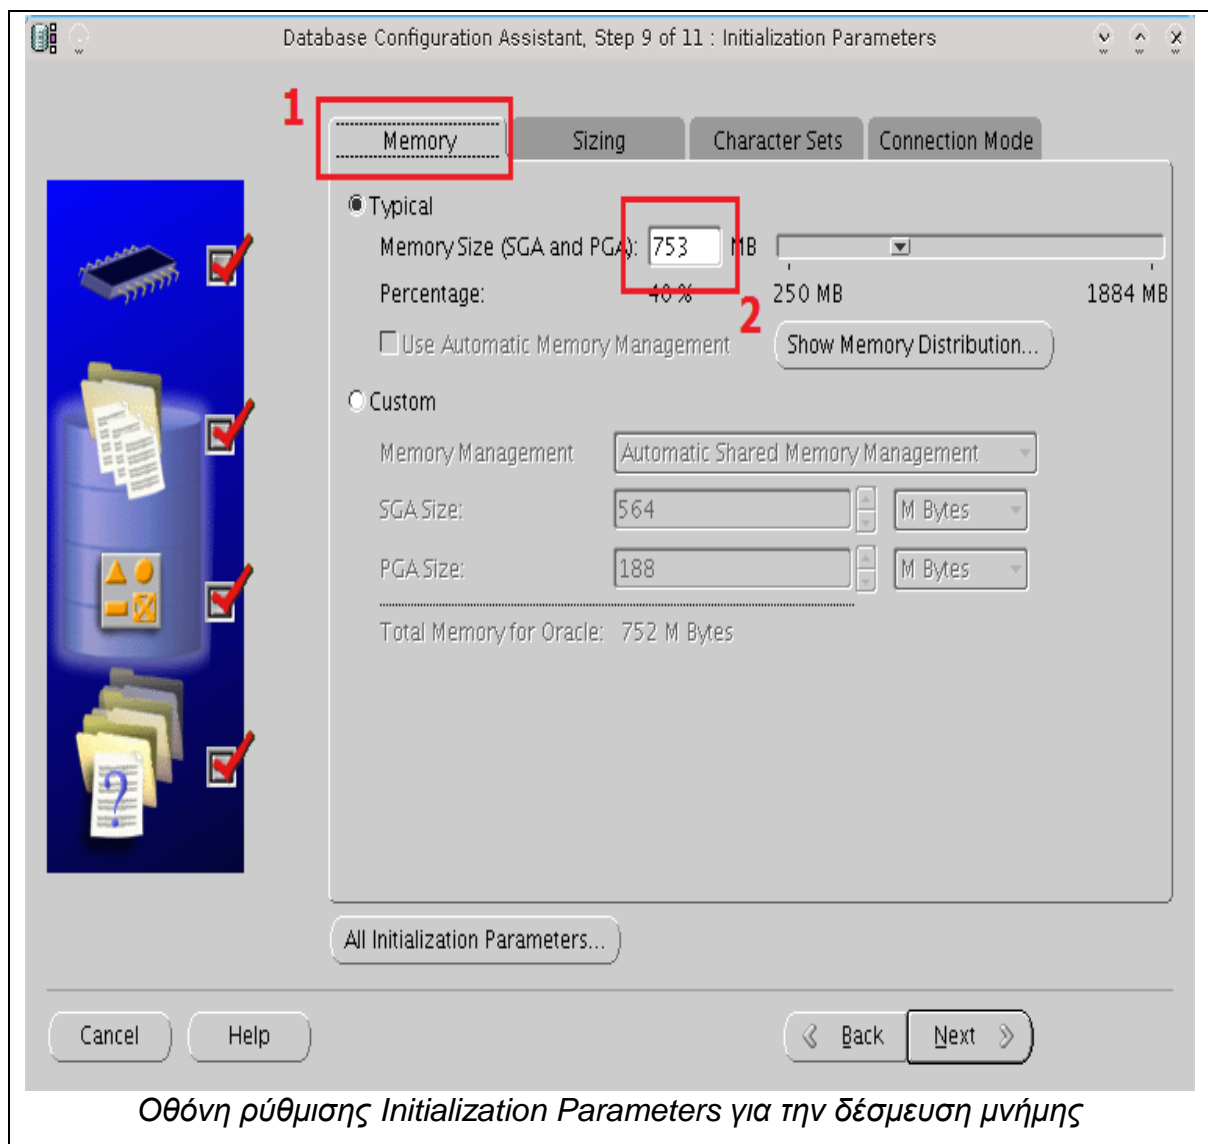 Database Configuration Assistant, Step 9 of 11 : Initialization Parameters
1
Memory Sizing Character Sets Connection Mode
Typical
Memory Size (SGA and PGA): 753 MB
Percentage: 40 % 250 MB 1884 MB
2
Use Automatic Memory Management Show Memory Distribution...
Custom
Memory Management Automatic Shared Memory Management
SGA Size: 564 M Bytes
PGA Size: 188 M Bytes
Total Memory for Oracle: 752 M Bytes
?
All Initialization Parameters...
Cancel Help Back Next
Οθόνη ρύθμισης Initialization Parameters για την δέσμευση μνήμης